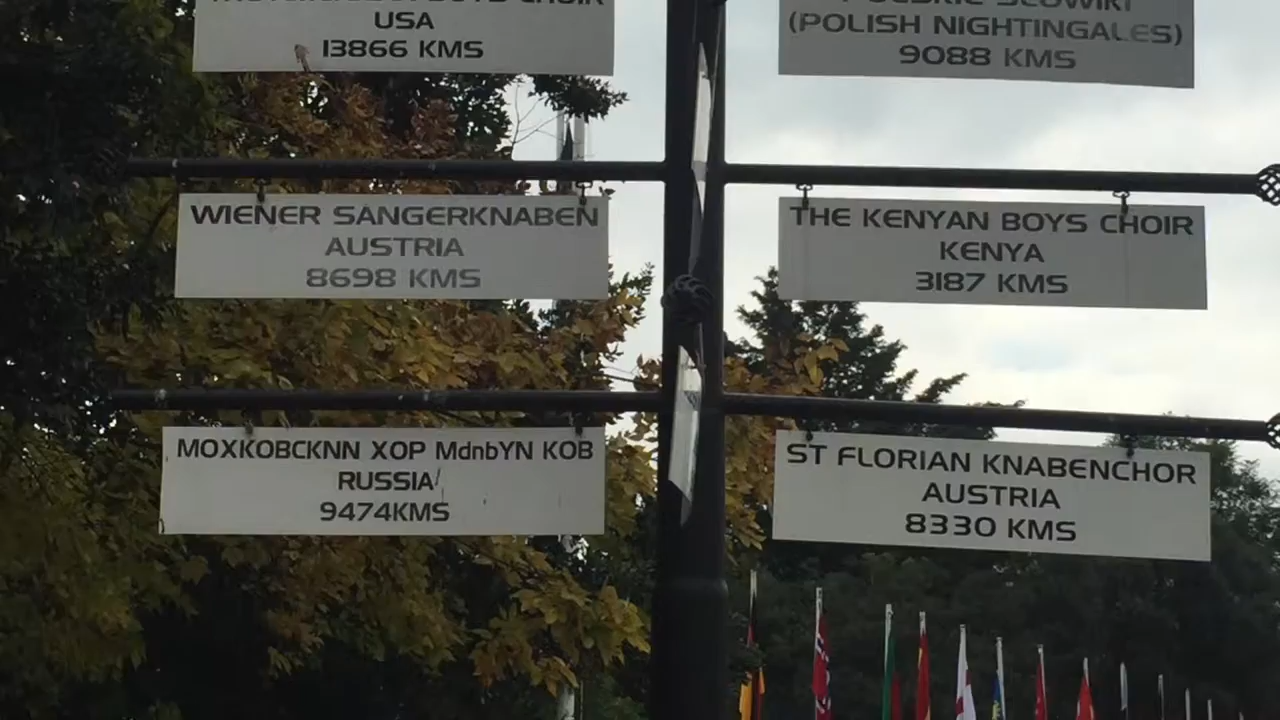 USA
13866 KMS
(POLISH NIGHTINGALES)
9088 KMS
WIENER SANGERKNABEN
AUSTRIA
8698 KMS
THE KENYAN BOYS CHOIR
KENYA
3187 KMS
MOXKOBCKNN XOP MdnbYN KOB
RUSSIA
9474KMS
ST FLORIAN KNABENCHOR
AUSTRIA
8330 KMS